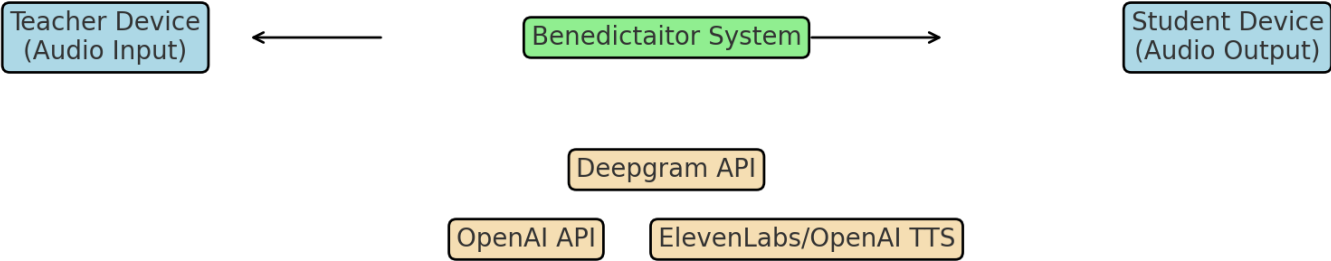 Teacher Device
(Audio Input)
Benedictaitor System
Student Device
(Audio Output)
Deepgram API
OpenAI API
ElevenLabs/OpenAI TTS